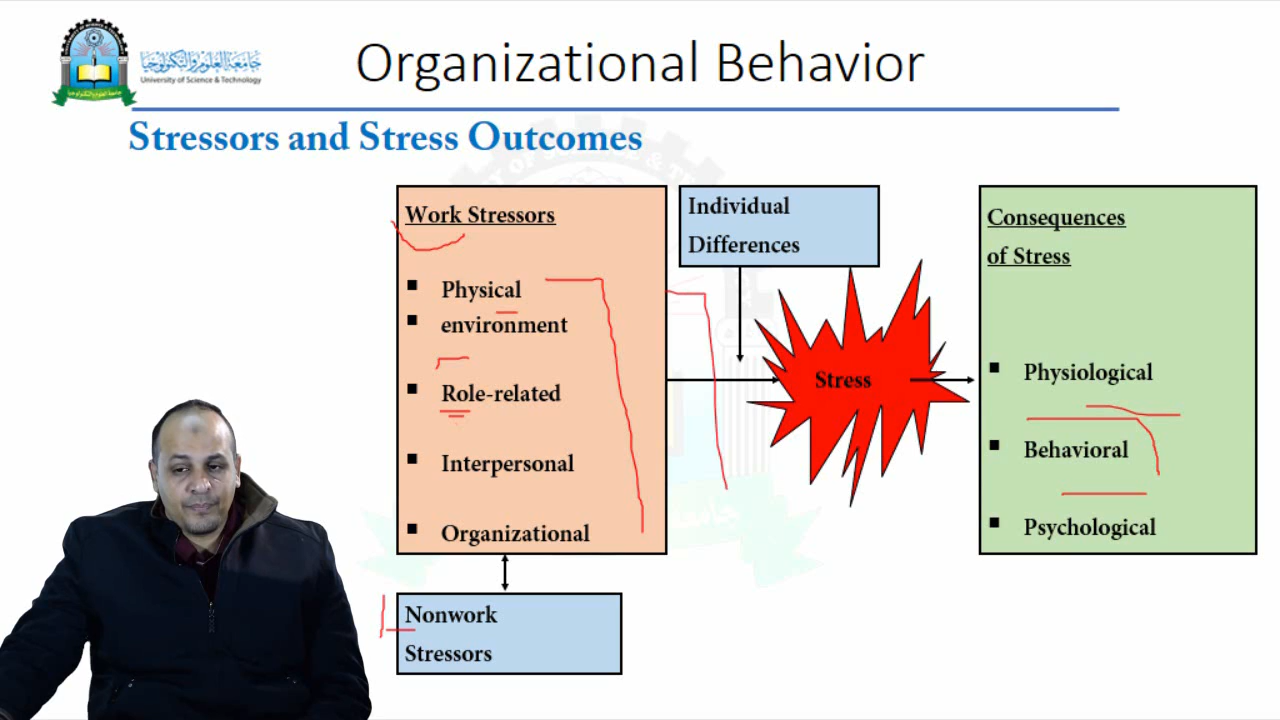 جامعة العلوم والتكنولوجيا
University of Science & Technology
Organizational Behavior
Stressors and Stress Outcomes
Work Stressors
▪ Physical
▪ environment
▪ Role-related
▪ Interpersonal
▪ Organizational
Individual
Differences
Stress
Consequences
of Stress
▪ Physiological
▪ Behavioral
▪ Psychological
Nonwork
Stressors